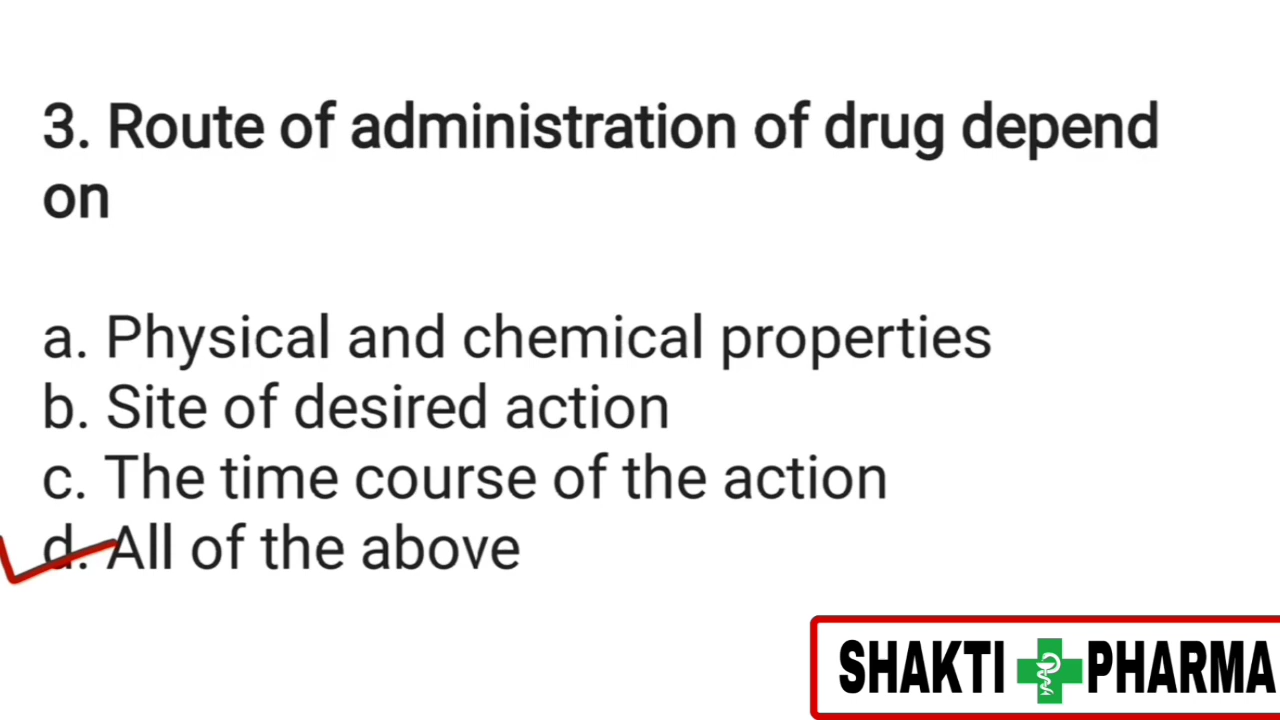 3. Route of administration of drug depend
on
a. Physical and chemical properties
b. Site of desired action
c. The time course of the action
d. All of the above
SHAKTI PHARMA